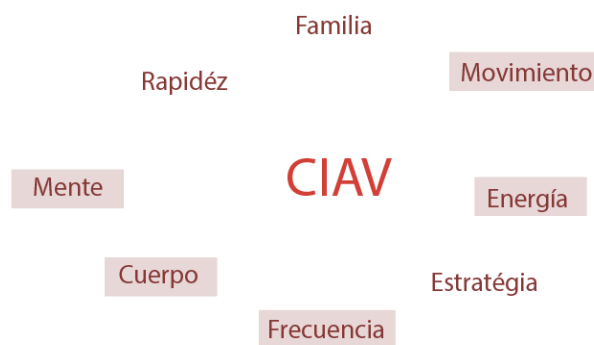 Familia
Movimiento
Rapidéz
CIAV
Mente
Energía
Cuerpo
Estratégia
Frecuencia